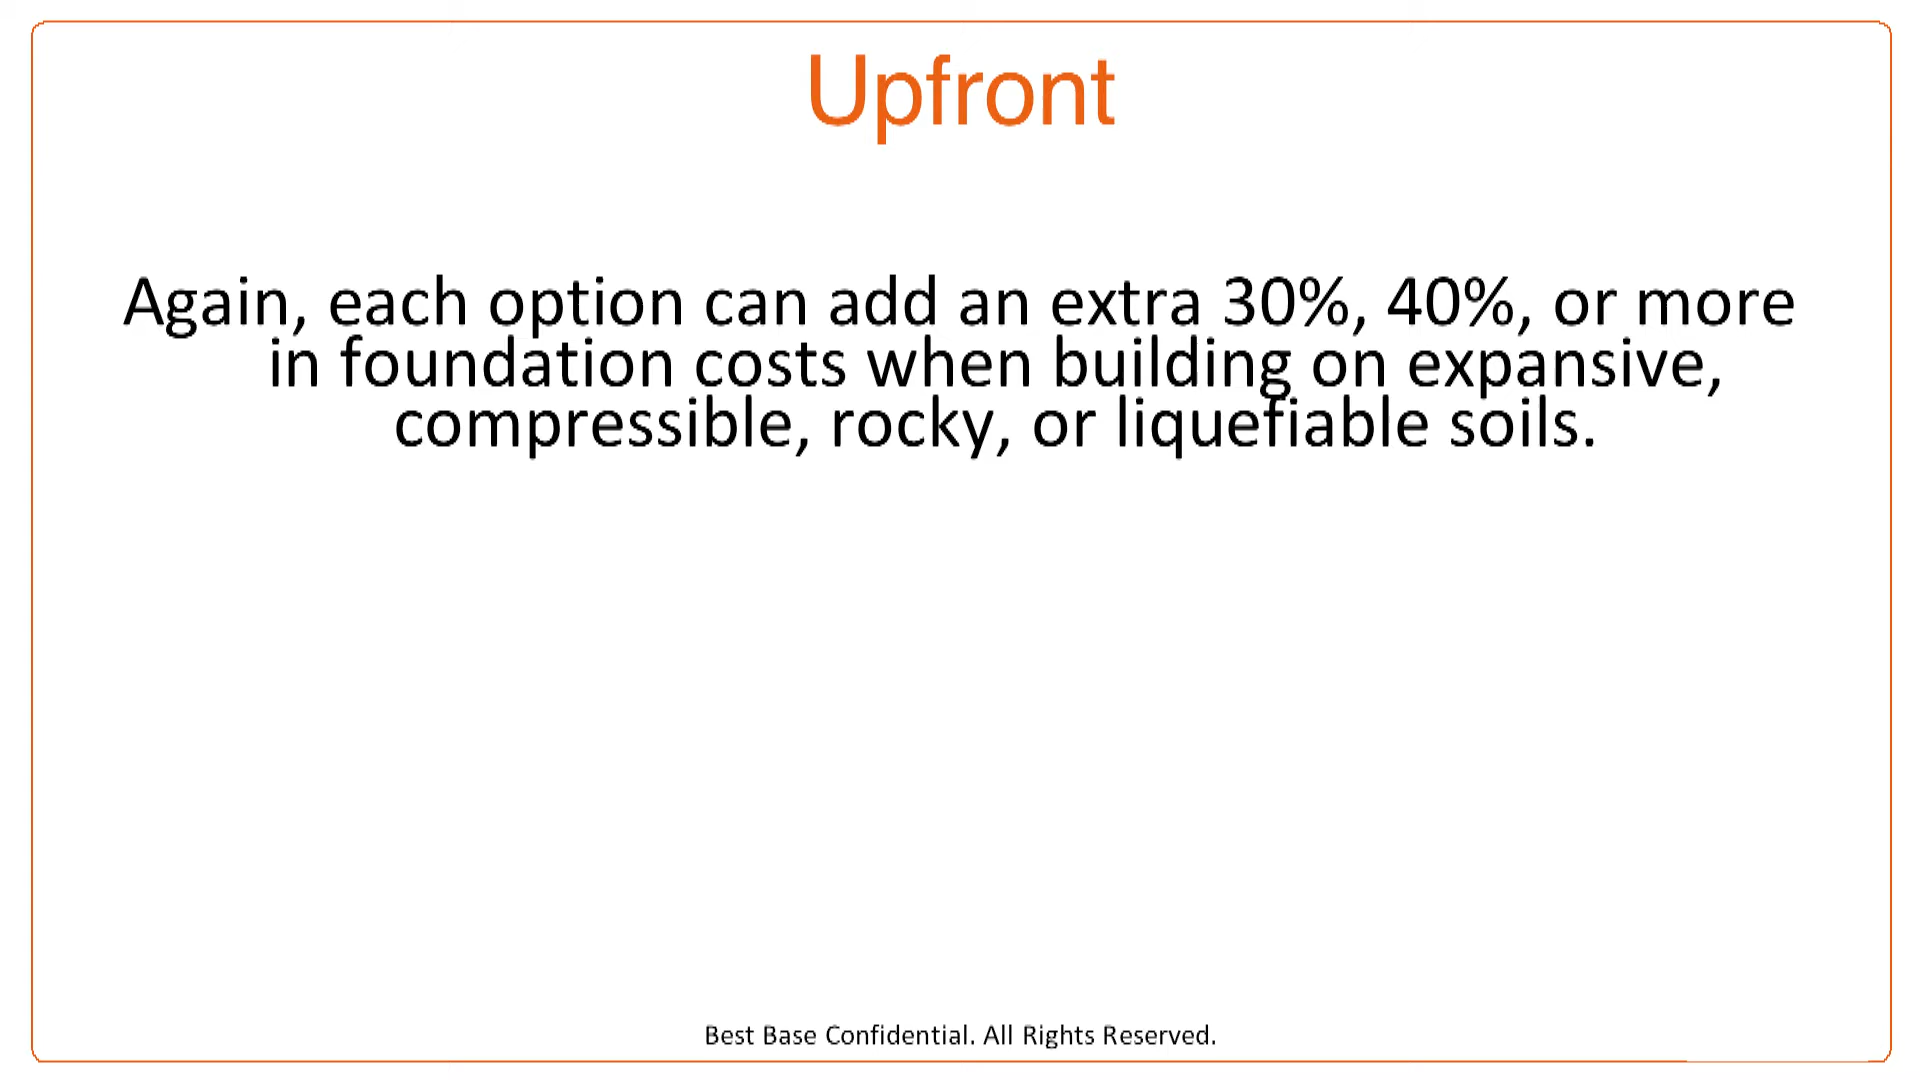 Upfront
Again, each option can add an extra 30%, 40%, or more
in foundation costs when building on expansive,
compressible, rocky, or liquefiable soils.
Best Base Confidential. All Rights Reserved.